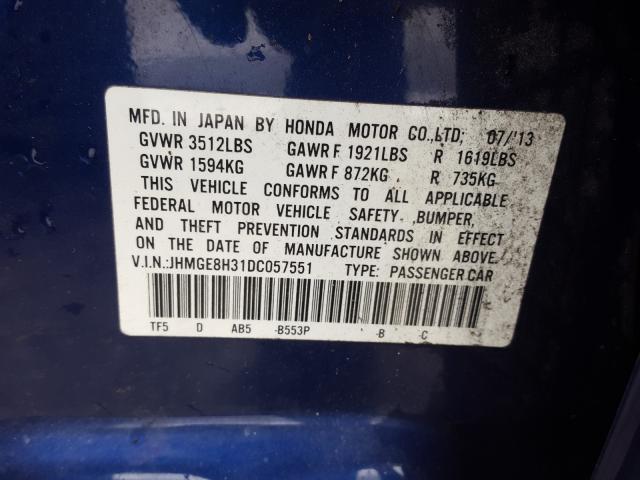 MFD. IN JAPAN BY HONDA MOTOR CO.,LTD; 07/'13
GVWR 3512LBS GAWR F 1921LBS R 1619LBS
GVWR 1594KG GAWR F 872KG R 735KG
THIS VEHICLE CONFORMS TO ALL APPLICABLE
FEDERAL MOTOR VEHICLE SAFETY, BUMPER,
AND THEFT PREVENTION STANDARDS IN EFFECT
ON THE DATE OF MANUFACTURE SHOWN ABOVE.
V.I.N.:JHMGE8H31DC057551 TYPE: PASSENGER CAR
TF5 D AB5 -B553P -B -C